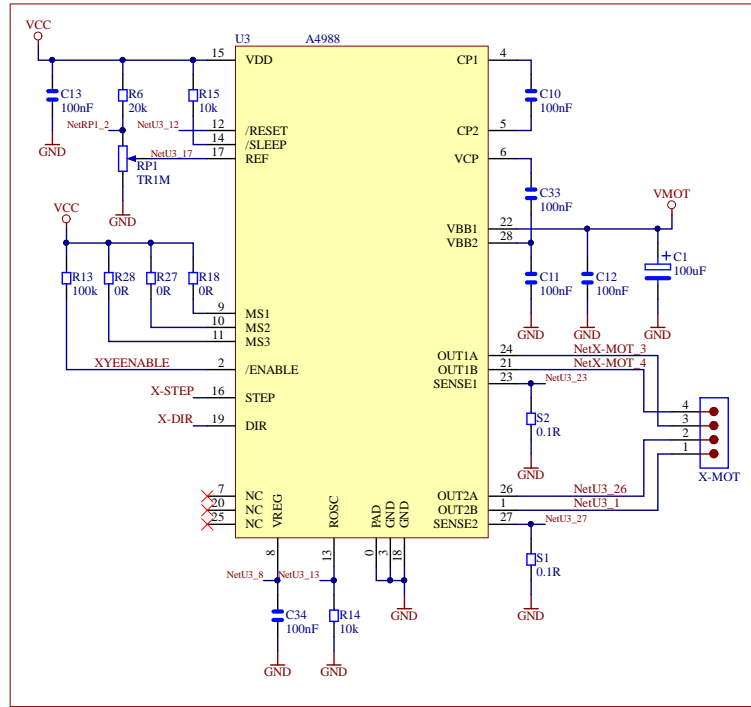 VCC
U3
A4988
15
VDD
CP1
4
C13
100nF
R6
20k
R15
10k
C10
100nF
NetRP1_2
NetU3_12
12
/RESET
CP2
5
14
/SLEEP
GND
NetU3_17
17
REF
VCP
6
RP1
TR1M
C33
100nF
GND
VMOT
VCC
VBB1
22
VBB2
28
C1
100uF
R13
100k
R28
0R
R27
0R
R18
0R
C11
100nF
C12
100nF
9
MS1
10
MS2
11
MS3
GND
GND
GND
XYEENABLE
2
/ENABLE
OUT1A
24
NetX-MOT_3
OUT1B
21
NetX-MOT_4
SENSE1
23
NetU3_23
X-STEP
16
STEP
X-DIR
19
DIR
S2
0.1R
4
3
2
1
X-MOT
GND
7
NC
20
NC
25
NC
VREG
ROSC
PAD
GND
GND
OUT2A
26
NetU3_26
OUT2B
1
NetU3_1
SENSE2
27
NetU3_27
8
13
0
3
18
S1
0.1R
NetU3_8
NetU3_13
C34
100nF
R14
10k
GND
GND
GND
GND